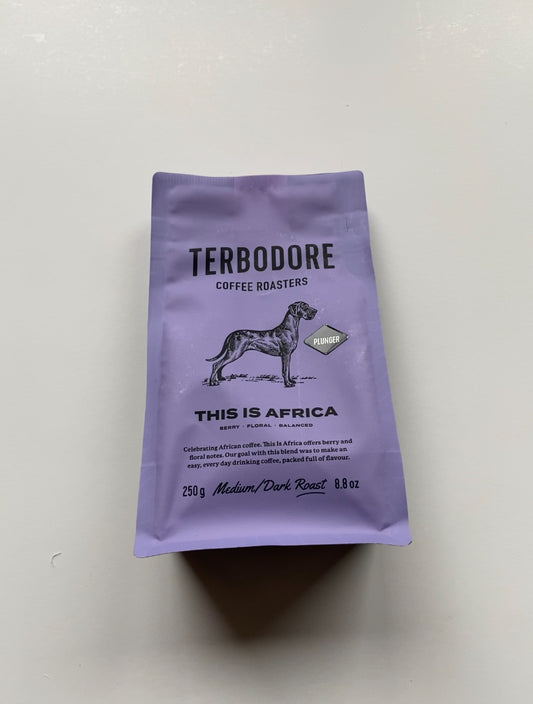 TERBODORE
COFFEE ROASTERS
PLUNGER
THIS IS AFRICA
BERRY · FLORAL · BALANCED
Celebrating African coffee. This Is Africa offers berry and
floral notes. Our goal with this blend was to make an
easy, every day drinking coffee, packed full of flavour.
250 g Medium/Dark Roast 8.8 oz